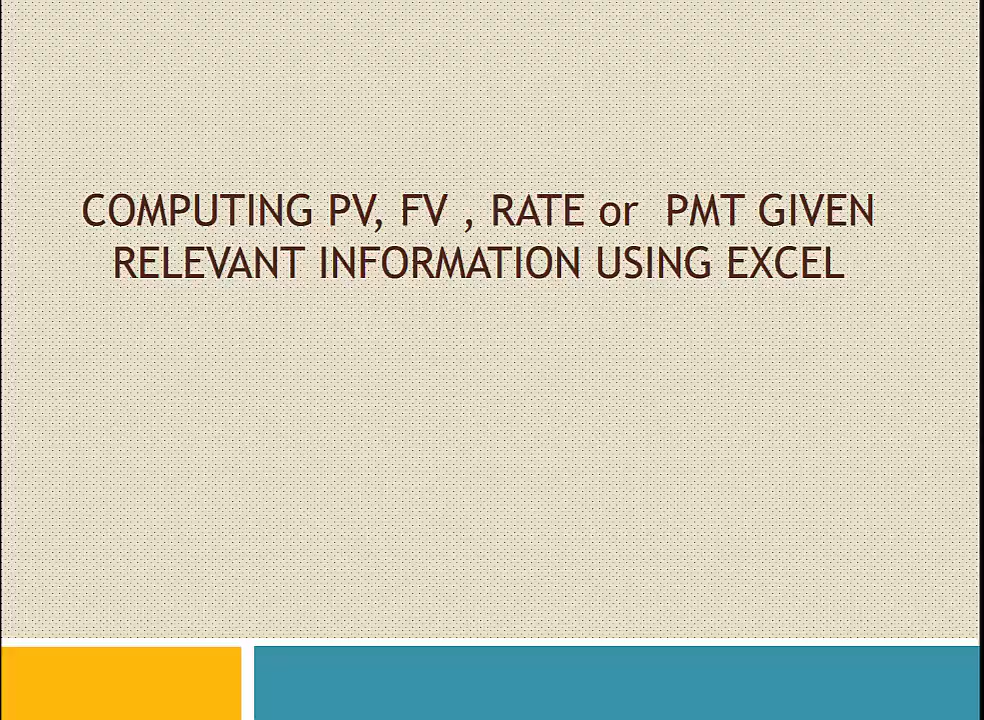 COMPUTING PV, FV , RATE or  PMT GIVEN
RELEVANT INFORMATION USING EXCEL